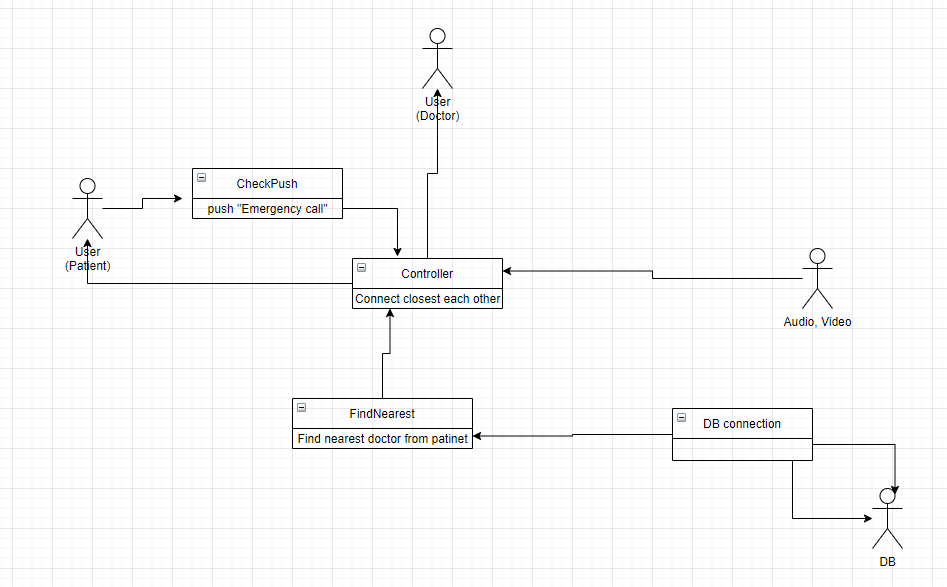 User
(Doctor)
CheckPush
push "Emergency call"
User
(Patient)
Controller
Connect closest each other
Audio, Video
FindNearest
Find nearest doctor from patinet
DB connection
DB